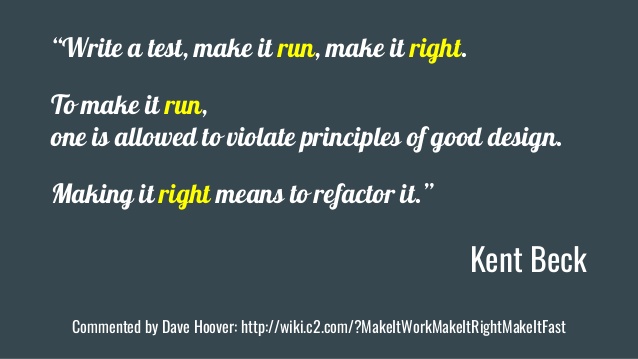 “Write a test, make it run, make it right.
To make it run,
one is allowed to violate principles of good design.
Making it right means to refactor it.”
Kent Beck
Commented by Dave Hoover: http://wiki.c2.com/?MakeItWorkMakeItRightMakeItFast